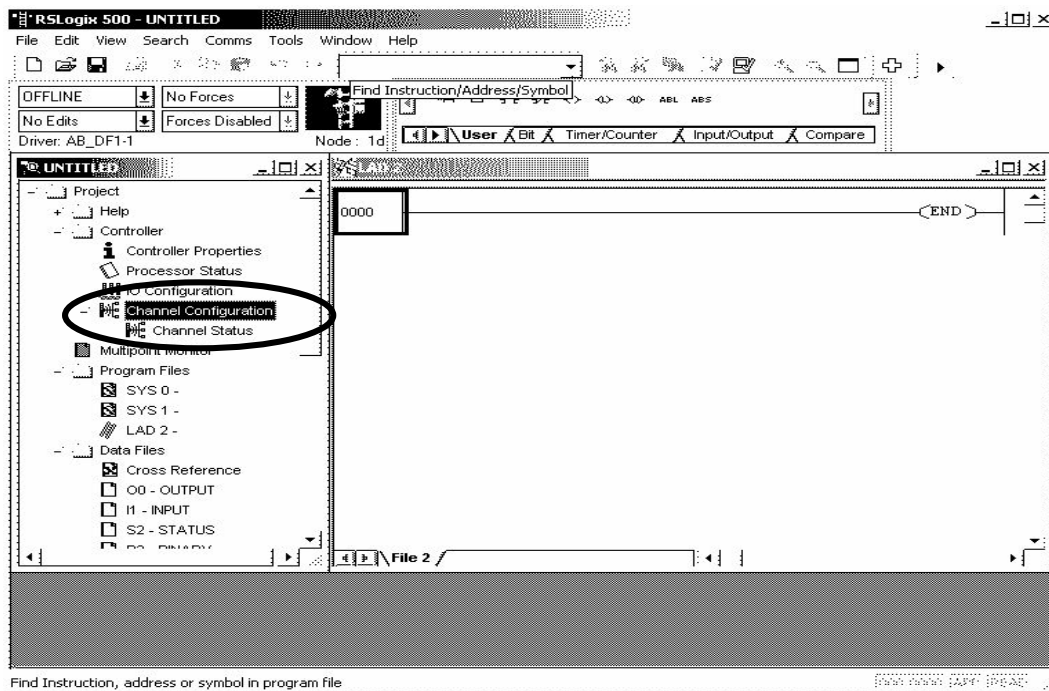 RSLogix 500 - UNTITLED
File Edit View Search Comms Tools Window Help
OFFLINE No Forces
Find Instruction/Address/Symbol
ABL ABS
No Edits Forces Disabled
Driver: AB_DF1-1 Node : 1d
User Bit Timer/Counter Input/Output Compare
UNTITLED
LAD 2
Project
Help
Controller
Controller Properties
Processor Status
IO Configuration
Channel Configuration
Channel Status
Multipoint Monitor
Program Files
SYS 0 -
SYS 1 -
LAD 2 -
Data Files
Cross Reference
O0 - OUTPUT
I1 - INPUT
S2 - STATUS
B3 - BINARY
0000
END
File 2
Find Instruction, address or symbol in program file